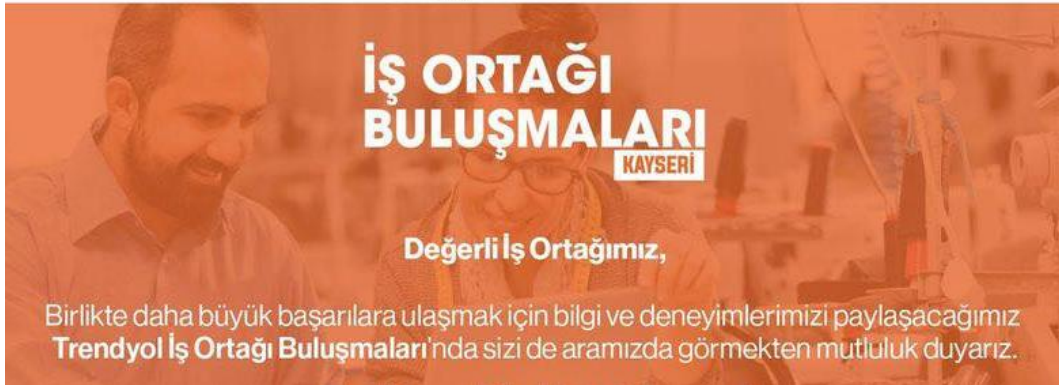 İŞ ORTAĞI
BULUŞMALARI
KAYSERİ
Değerli İş Ortağımız,
Birlikte daha büyük başarılara ulaşmak için bilgi ve deneyimlerimizi paylaşacağımız
Trendyol İş Ortağı Buluşmaları'nda sizi de aramızda görmekten mutluluk duyarız.